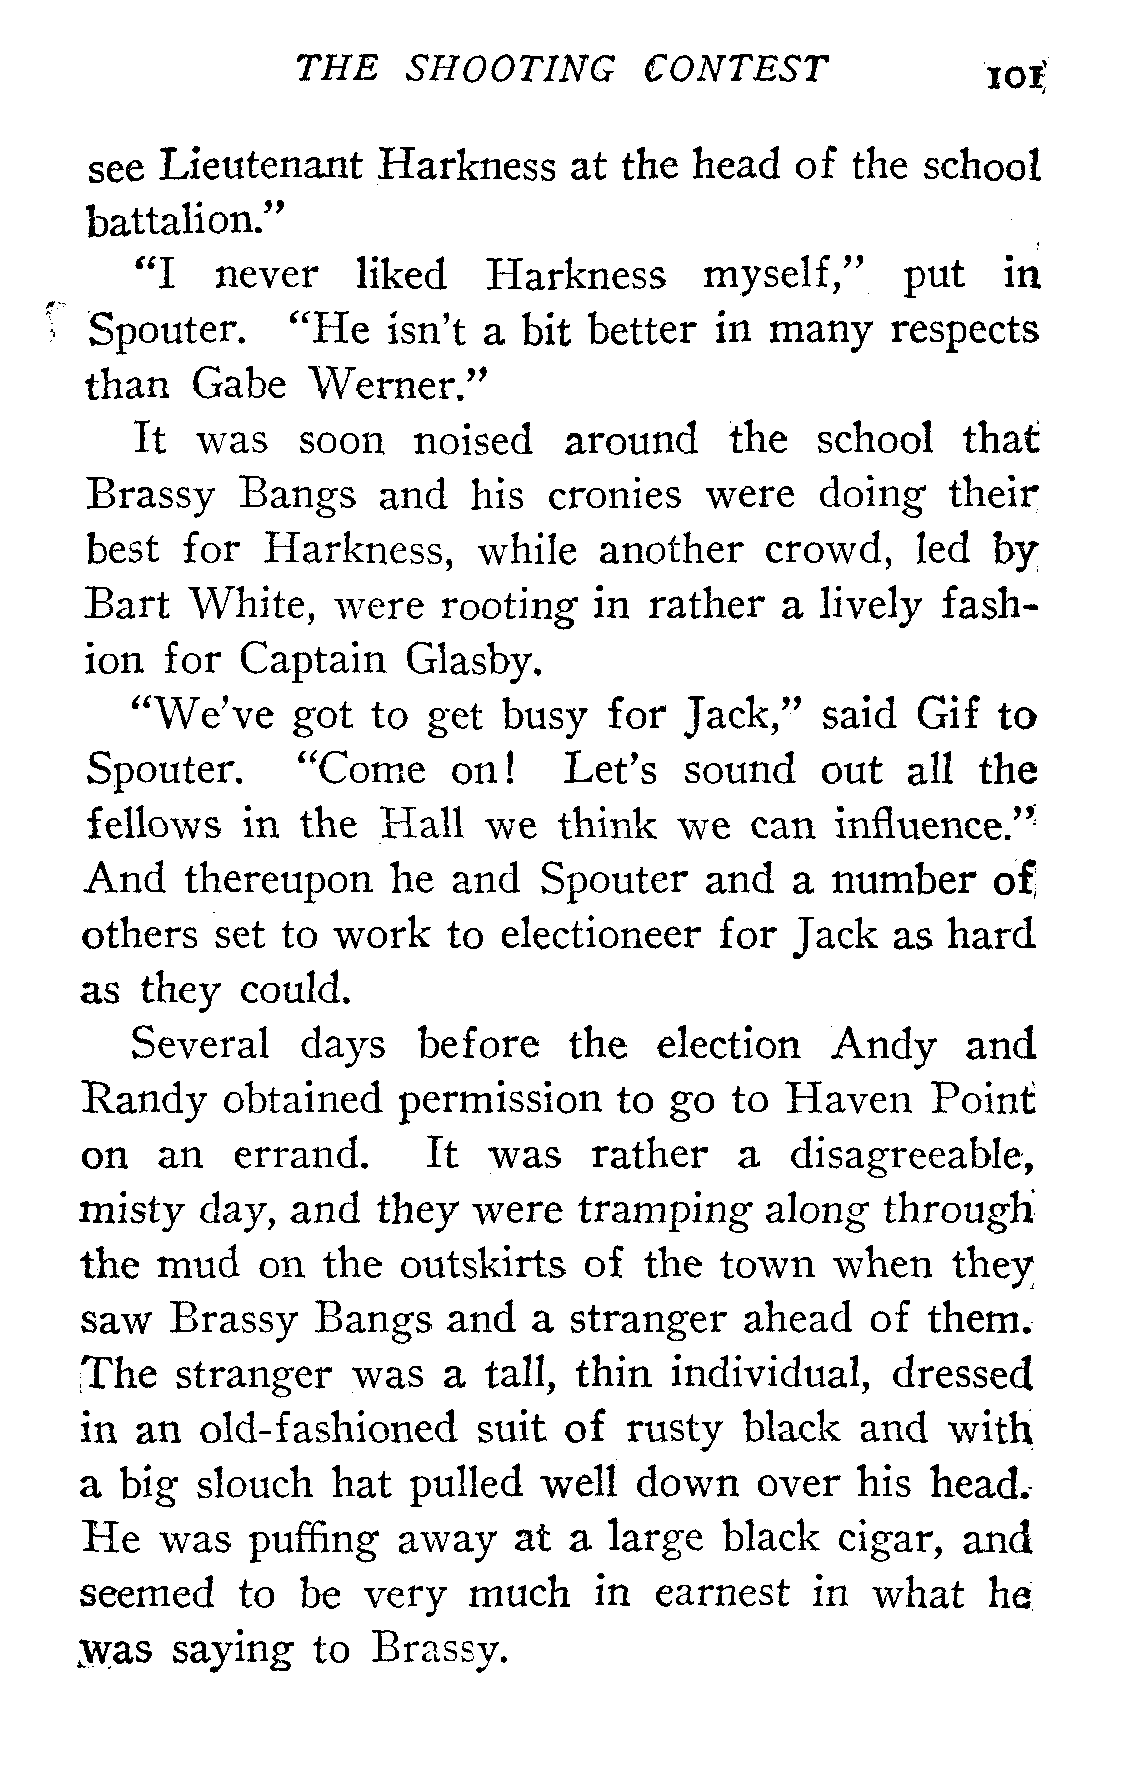 THE SHOOTING CONTEST 101
see Lieutenant Harkness at the head of the school
battalion."
"I never liked Harkness myself," put in
Spouter. "He isn't a bit better in many respects
than Gabe Werner."
It was soon noised around the school that
Brassy Bangs and his cronies were doing their
best for Harkness, while another crowd, led by
Bart White, were rooting in rather a lively fash-
ion for Captain Glasby.
"We've got to get busy for Jack," said Gif to
Spouter. "Come on! Let's sound out all the
fellows in the Hall we think we can influence."
And thereupon he and Spouter and a number of
others set to work to electioneer for Jack as hard
as they could.
Several days before the election Andy and
Randy obtained permission to go to Haven Point
on an errand. It was rather a disagreeable,
misty day, and they were tramping along through
the mud on the outskirts of the town when they
saw Brassy Bangs and a stranger ahead of them.
The stranger was a tall, thin individual, dressed
in an old-fashioned suit of rusty black and with
a big slouch hat pulled well down over his head.
He was puffing away at a large black cigar, and
seemed to be very much in earnest in what he
was saying to Brassy.